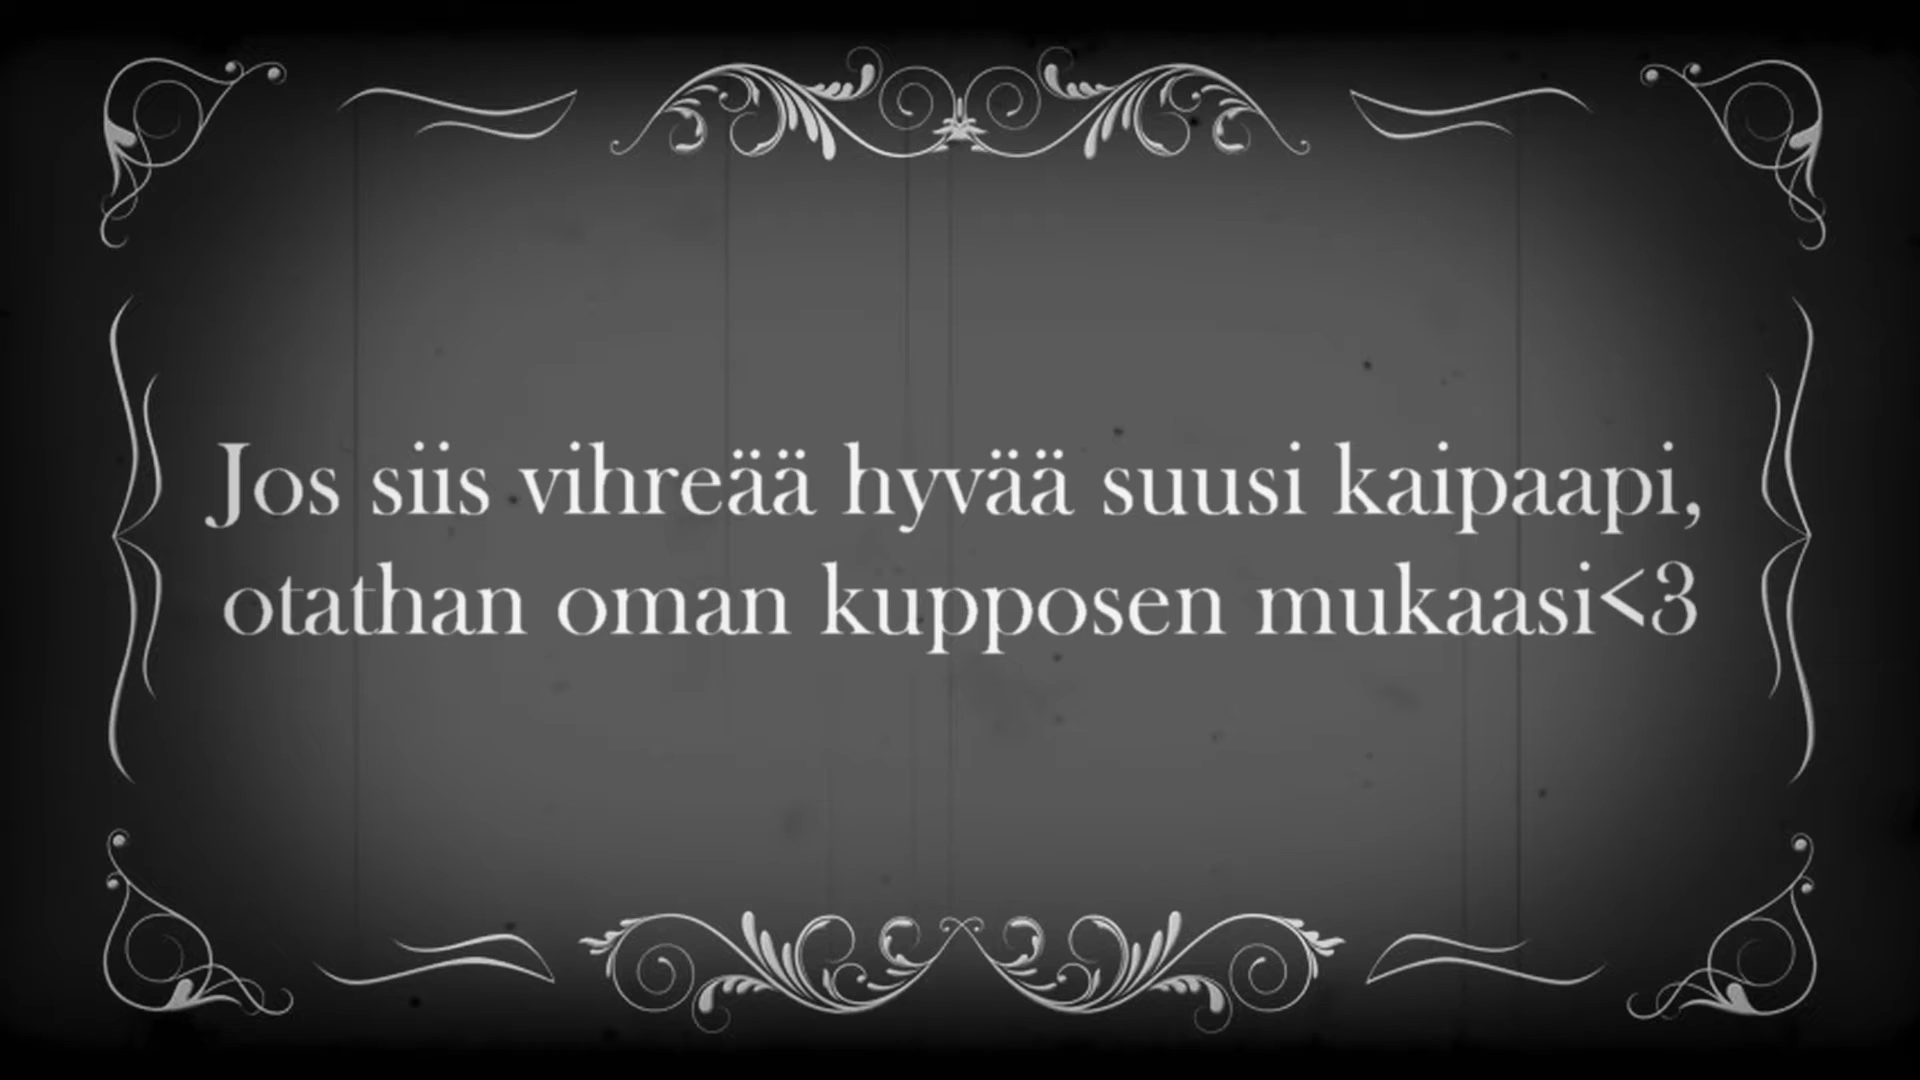 Jos siis vihreää hyvää suusi kaipaapi,
otathan oman kupposen mukaasi<3